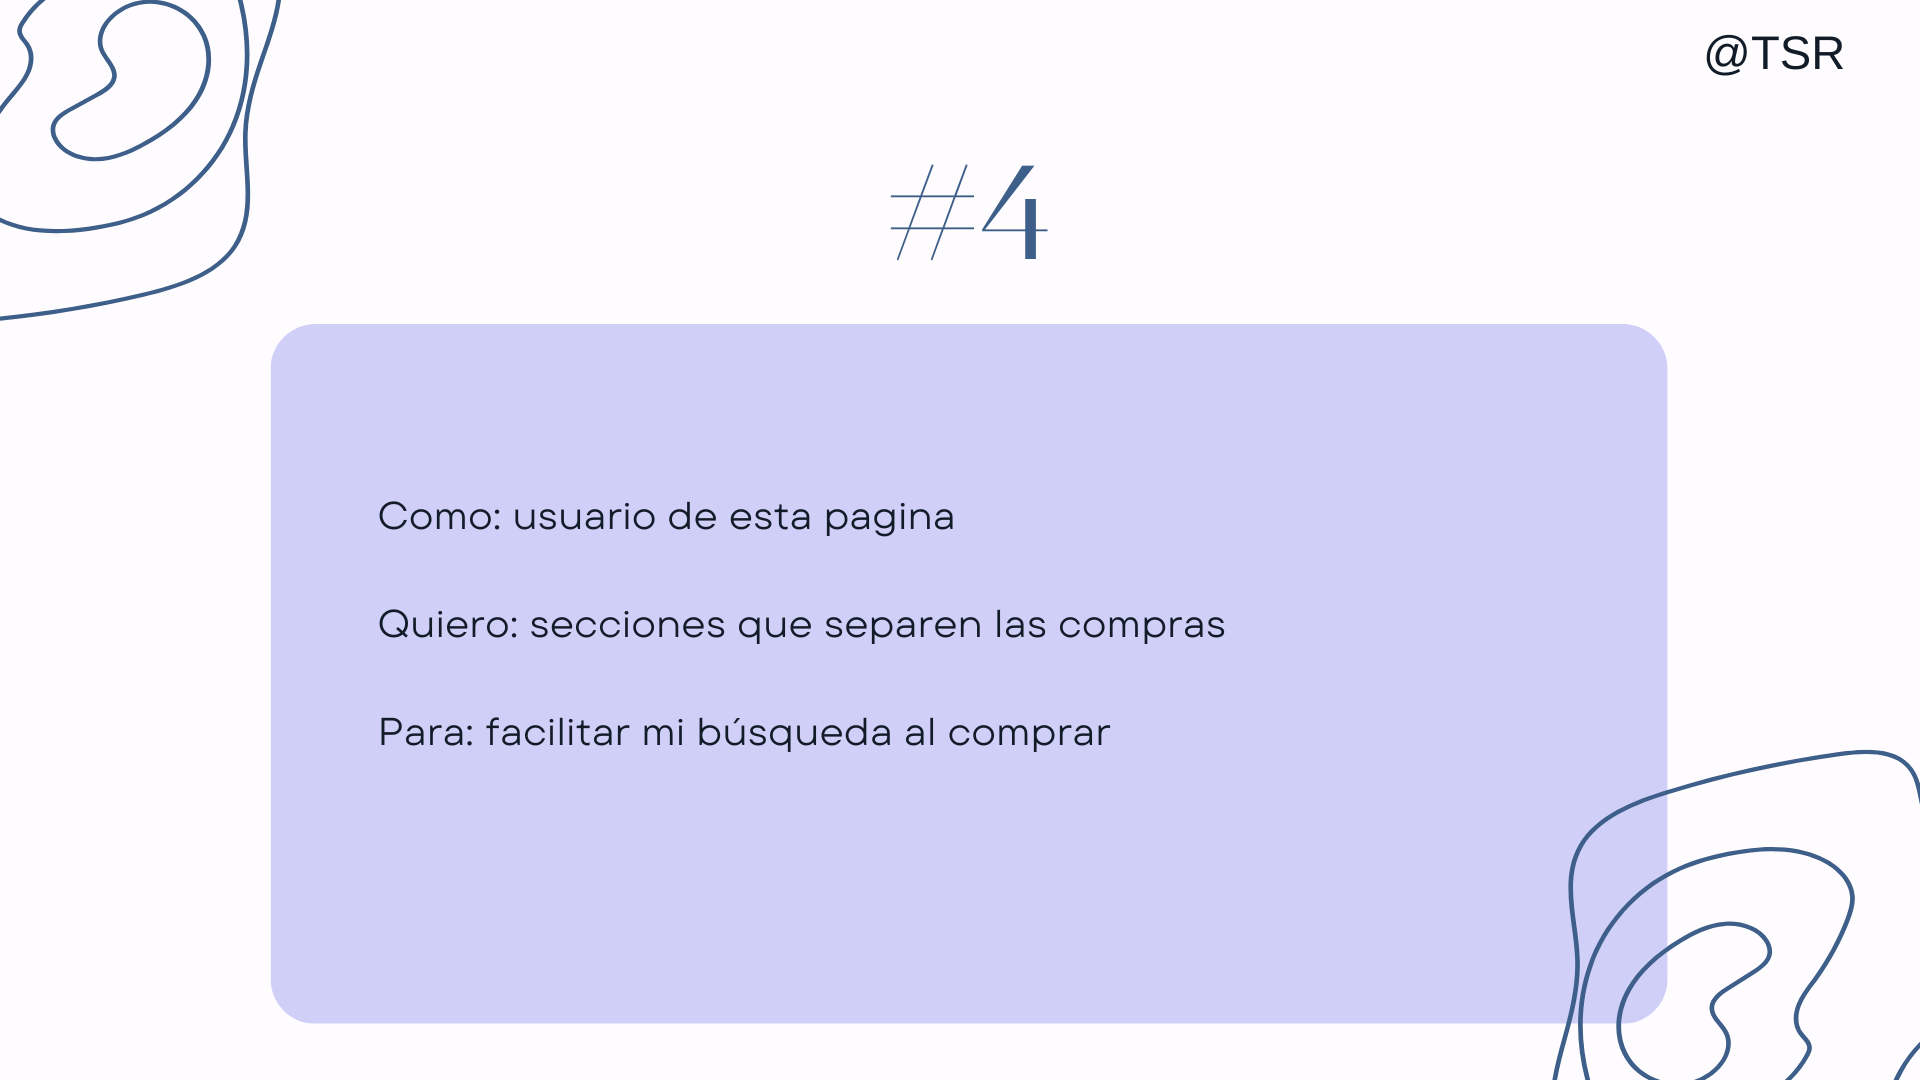 @TSR
#4
Como: usuario de esta pagina
Quiero: secciones que separen las compras
Para: facilitar mi búsqueda al comprar